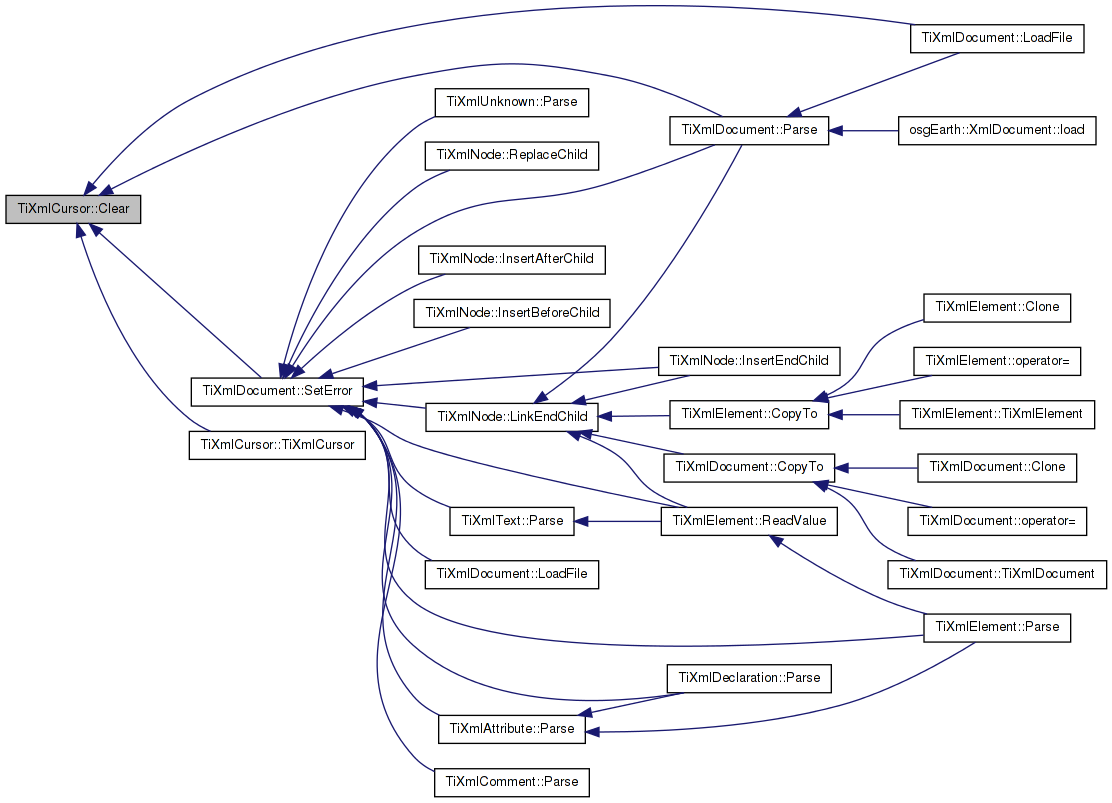 TiXmlDocument::LoadFile
TiXmlUnknown::Parse
TiXmlDocument::Parse
osgEarth::XmlDocument::load
TiXmlNode::ReplaceChild
TiXmlCursor::Clear
TiXmlNode::InsertAfterChild
TiXmlElement::Clone
TiXmlNode::InsertBeforeChild
TiXmlNode::InsertEndChild
TiXmlElement::operator=
TiXmlDocument::SetError
TiXmlNode::LinkEndChild
TiXmlElement::CopyTo
TiXmlElement::TiXmlElement
TiXmlCursor::TiXmlCursor
TiXmlDocument::CopyTo
TiXmlDocument::Clone
TiXmlText::Parse
TiXmlElement::ReadValue
TiXmlDocument::operator=
TiXmlDocument::LoadFile
TiXmlDocument::TiXmlDocument
TiXmlElement::Parse
TiXmlDeclaration::Parse
TiXmlAttribute::Parse
TiXmlComment::Parse